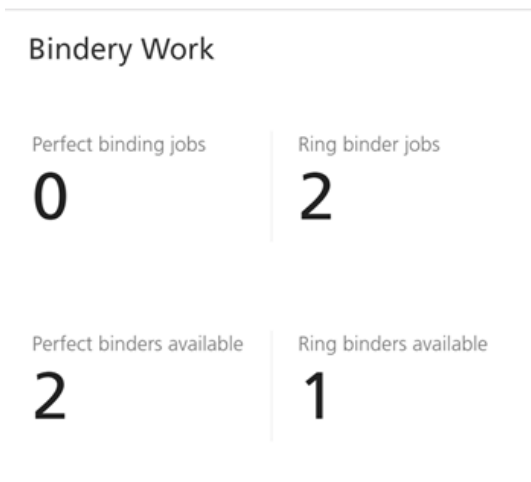 Bindery Work
Perfect binding jobs
Ring binder jobs
0
2
Perfect binders available
Ring binders available
2
1